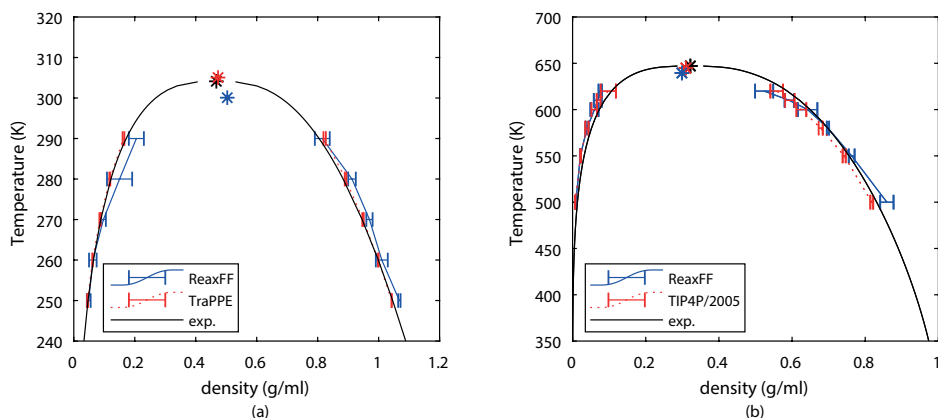 320
310
300
290
280
270
260
250
240
Temperature (K)
0 0.2 0.4 0.6 0.8 1 1.2
density (g/ml)
ReaxFF
TraPPE
exp.
(a)
700
650
600
550
500
450
400
350
Temperature (K)
0 0.2 0.4 0.6 0.8 1
density (g/ml)
ReaxFF
TIP4P/2005
exp.
(b)